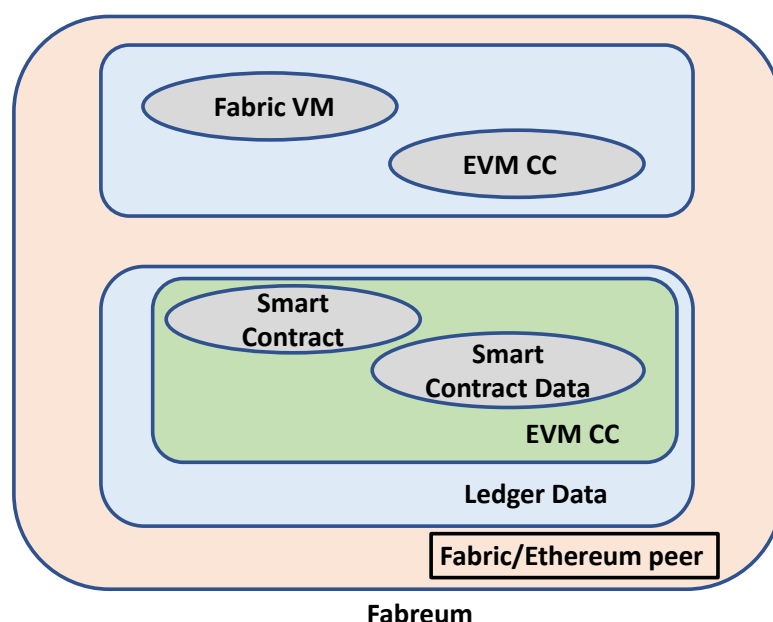 Fabric VM
EVM CC
Smart
Contract
Smart
Contract Data
EVM CC
Ledger Data
Fabric/Ethereum peer
Fabreum